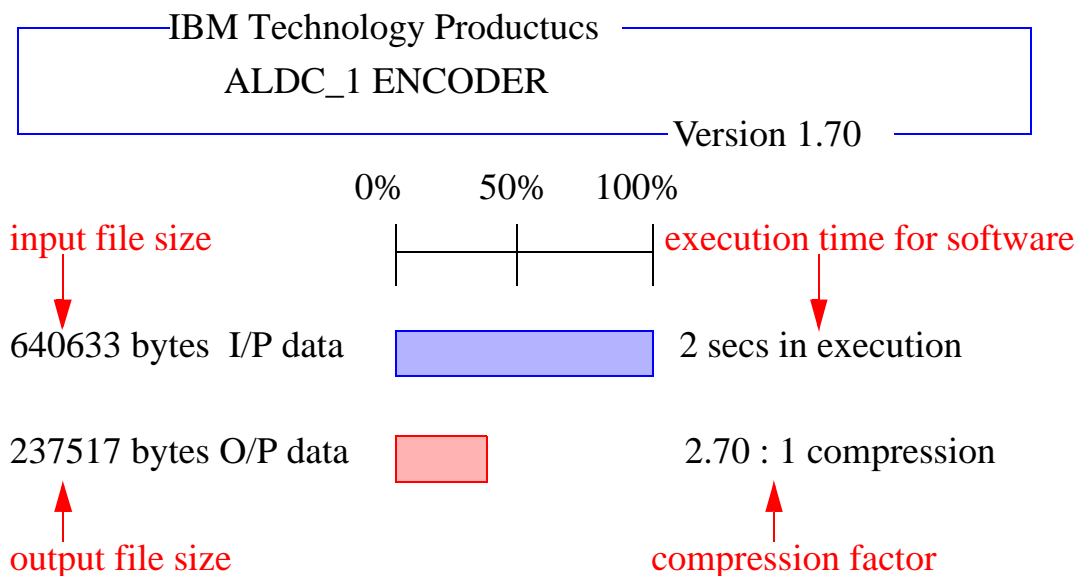 IBM Technology Productucs
ALDC_1 ENCODER
Version 1.70
0% 50% 100%
input file size execution time for software
640633 bytes I/P data 2 secs in execution
237517 bytes O/P data 2.70 : 1 compression
output file size compression factor